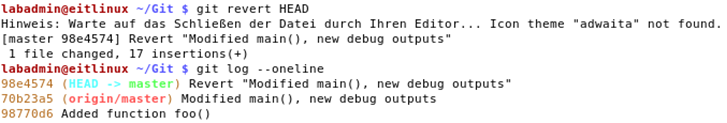 labadmin@eitlinux ~/Git $ git revert HEAD
Hinweis: Warte auf das Schließen der Datei durch Ihren Editor... Icon theme "adwaita" not found.
[master 98e4574] Revert "Modified main(), new debug outputs"
 1 file changed, 17 insertions(+)
labadmin@eitlinux ~/Git $ git log --oneline
98e4574 (HEAD -> master) Revert "Modified main(), new debug outputs"
70b23a5 (origin/master) Modified main(), new debug outputs
98770d6 Added function foo()